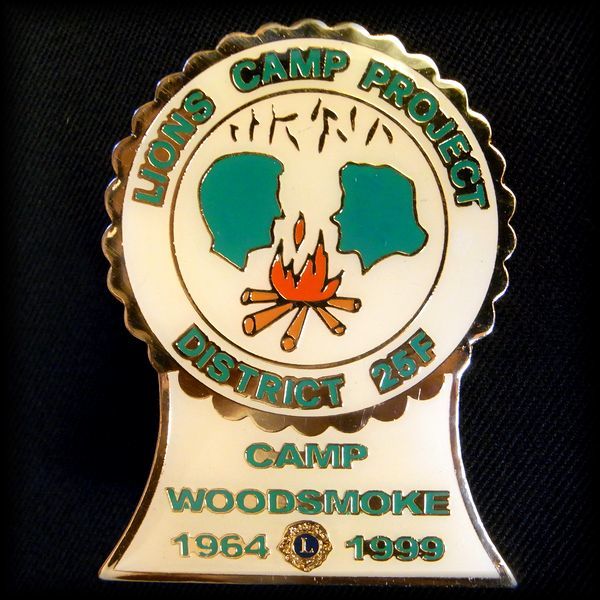 LIONS CAMP PROJECT
DISTRICT 25F
CAMP
WOODSMOKE
1964 L 1999